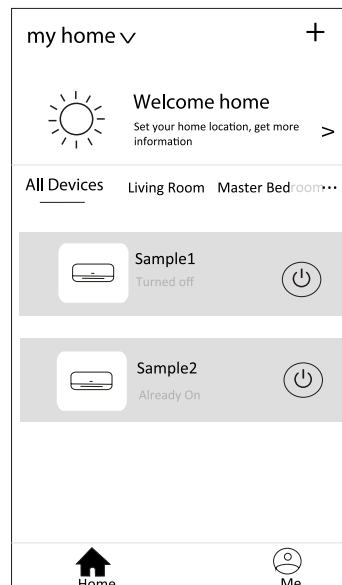 my home
Welcome home
Set your home location, get more
information
All Devices Living Room Master Bedroom
Sample1
Turned off
Sample2
Already On
Home Me